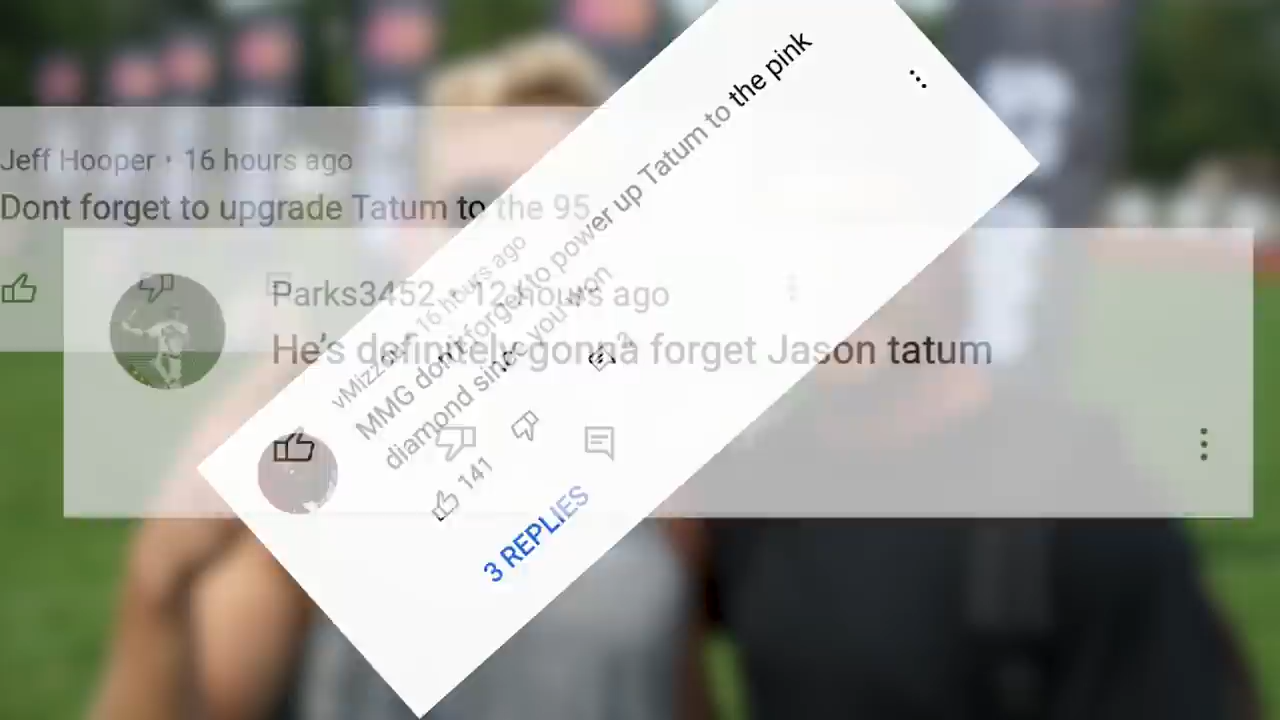 Jeff Hooper • 16 hours ago
Dont forget to upgrade Tatum to the 95
Parks3452 • 12 hours ago
He's definitely gonna forget Jason tatum
16 hours ago
MMG don't forget to power up Tatum to the pink
diamond since you won
141
3 REPLIES